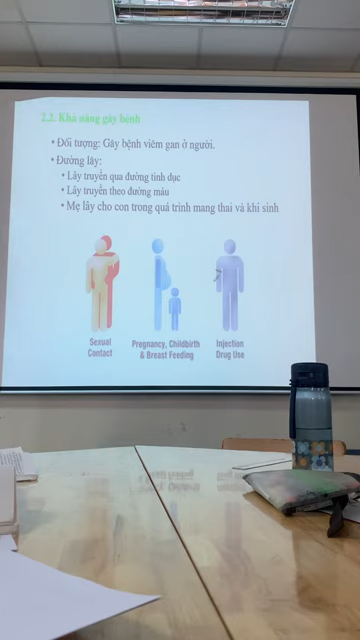 2.2. Khả năng gây bệnh
• Đối tượng: Gây bệnh viêm gan ở người.
• Đường lây:
• Lây truyền qua đường tình dục
• Lây truyền theo đường máu
• Mẹ lây cho con trong quá trình mang thai và khi sinh
Sexual
Contact
Pregnancy, Childbirth
& Breast Feeding
Injection
Drug Use